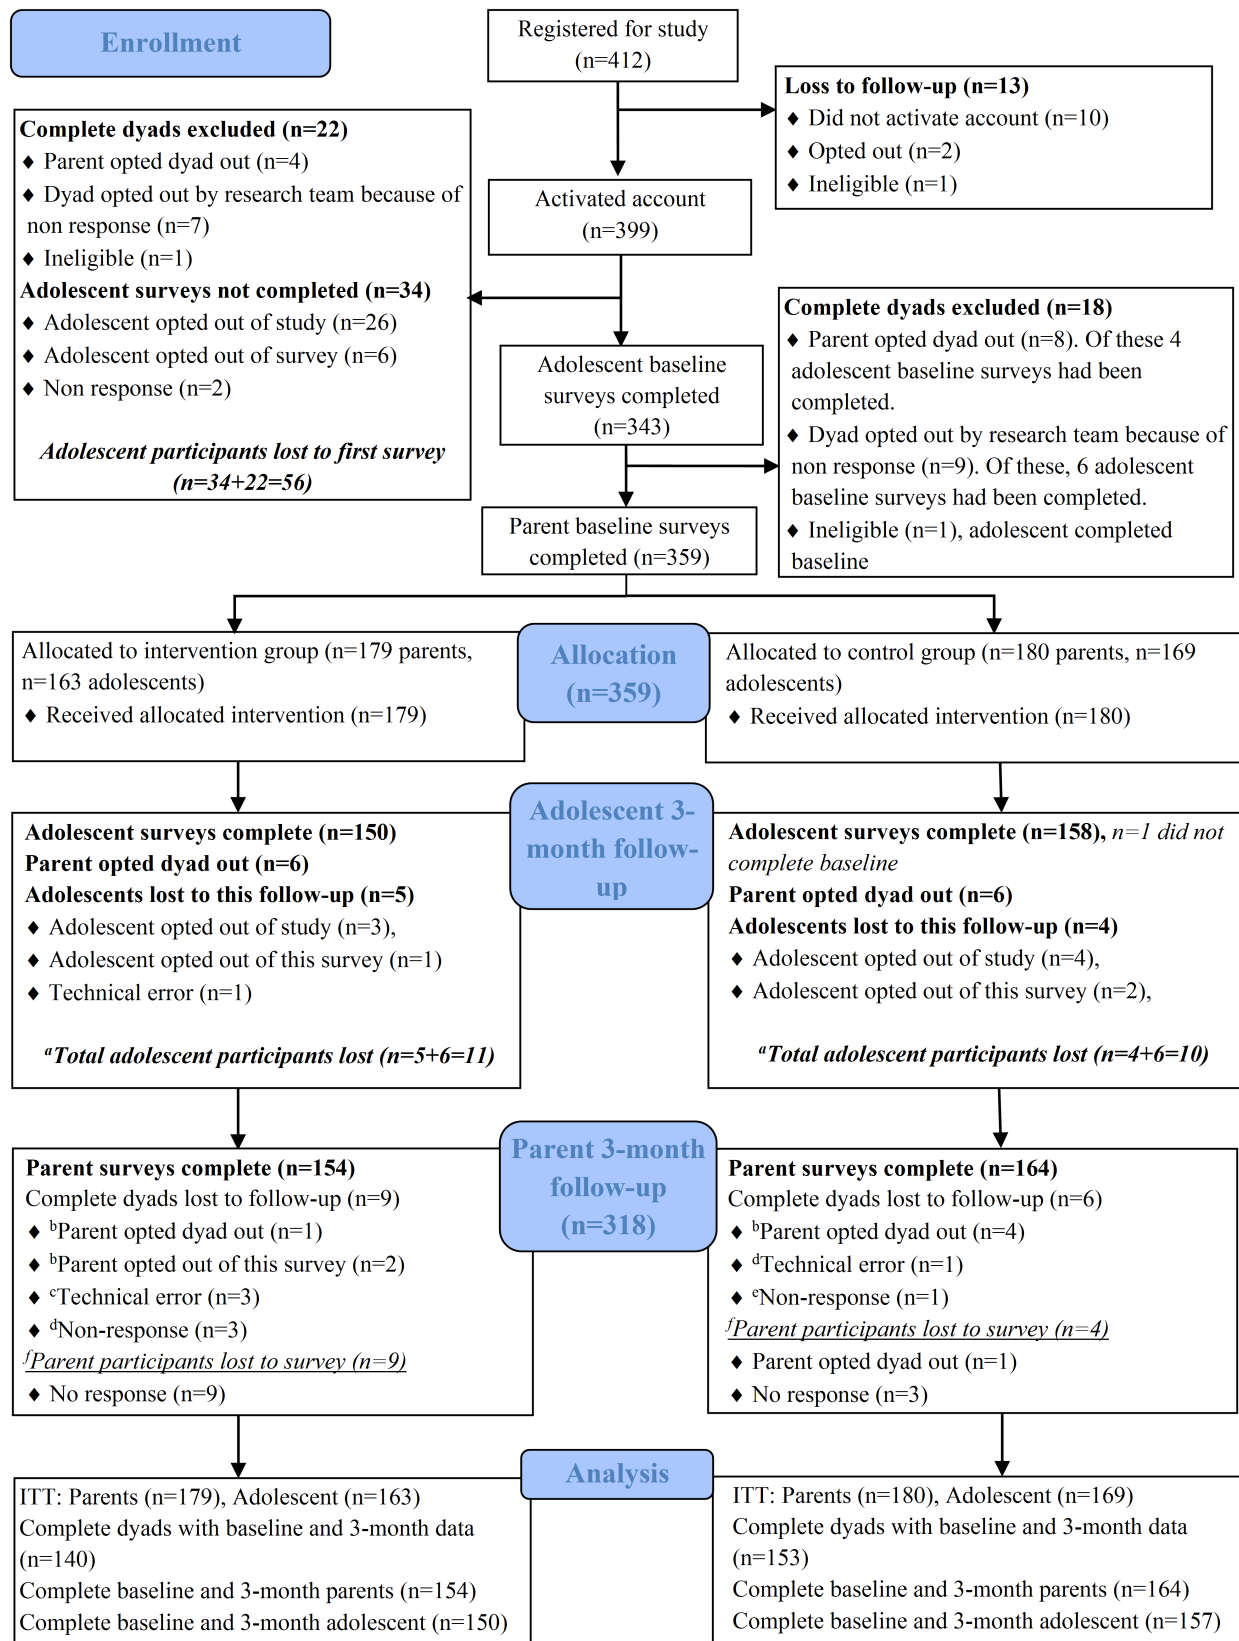 Enrollment
Registered for study
(n=412)
Loss to follow-up (n=13)
♦ Did not activate account (n=10)
♦ Opted out (n=2)
♦ Ineligible (n=1)
Complete dyads excluded (n=22)
♦ Parent opted dyad out (n=4)
♦ Dyad opted out by research team because of
non response (n=7)
♦ Ineligible (n=1)
Adolescent surveys not completed (n=34)
♦ Adolescent opted out of study (n=26)
♦ Adolescent opted out of survey (n=6)
♦ Non response (n=2)
Adolescent participants lost to first survey
(n=34+22=56)
Activated account
(n=399)
Complete dyads excluded (n=18)
♦ Parent opted dyad out (n=8). Of these 4
adolescent baseline surveys had been
completed.
♦ Dyad opted out by research team because of
non response (n=9). Of these, 6 adolescent
baseline surveys had been completed.
♦ Ineligible (n=1), adolescent completed
baseline
Adolescent baseline
surveys completed
(n=343)
Parent baseline surveys
completed (n=359)
Allocation
(n=359)
Allocated to intervention group (n=179 parents,
n=163 adolescents)
♦ Received allocated intervention (n=179)
Allocated to control group (n=180 parents, n=169
adolescents)
♦ Received allocated intervention (n=180)
Adolescent 3-
month follow-
up
Adolescent surveys complete (n=150)
Parent opted dyad out (n=6)
Adolescents lost to this follow-up (n=5)
♦ Adolescent opted out of study (n=3),
♦ Adolescent opted out of this survey (n=1)
♦ Technical error (n=1)
ᵃTotal adolescent participants lost (n=5+6=11)
Adolescent surveys complete (n=158), n=1 did not
complete baseline
Parent opted dyad out (n=6)
Adolescents lost to this follow-up (n=4)
♦ Adolescent opted out of study (n=4),
♦ Adolescent opted out of this survey (n=2),
ᵃTotal adolescent participants lost (n=4+6=10)
Parent 3-month
follow-up
(n=318)
Parent surveys complete (n=154)
Complete dyads lost to follow-up (n=9)
♦ ᵇParent opted dyad out (n=1)
♦ ᵇParent opted out of this survey (n=2)
♦ ᶜTechnical error (n=3)
♦ ᵈNon-response (n=3)
ᶠParent participants lost to survey (n=9)
♦ No response (n=9)
Parent surveys complete (n=164)
Complete dyads lost to follow-up (n=6)
♦ ᵇParent opted dyad out (n=4)
♦ ᵈTechnical error (n=1)
♦ ᵉNon-response (n=1)
ᶠParent participants lost to survey (n=4)
♦ Parent opted dyad out (n=1)
♦ No response (n=3)
Analysis
ITT: Parents (n=179), Adolescent (n=163)
Complete dyads with baseline and 3-month data
(n=140)
Complete baseline and 3-month parents (n=154)
Complete baseline and 3-month adolescent (n=150)
ITT: Parents (n=180), Adolescent (n=169)
Complete dyads with baseline and 3-month data
(n=153)
Complete baseline and 3-month parents (n=164)
Complete baseline and 3-month adolescent (n=157)